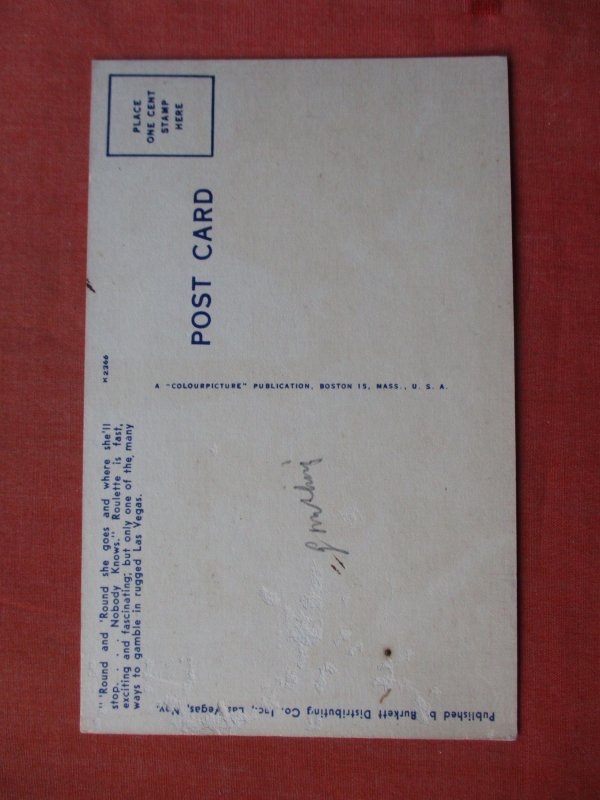 " 'Round and 'Round she goes and where she'll
stop. . . . Nobody Knows." Roulette is fast,
exciting and fascinating; but only one of the many
ways to gamble in rugged Las Vegas.
K2266
POST CARD
PLACE
ONE CENT
STAMP
HERE
A "COLOURPICTURE" PUBLICATION, BOSTON 15, MASS., U. S. A.
Published b Burkett Distributing Co. Inc., Las Vegas, Nev.